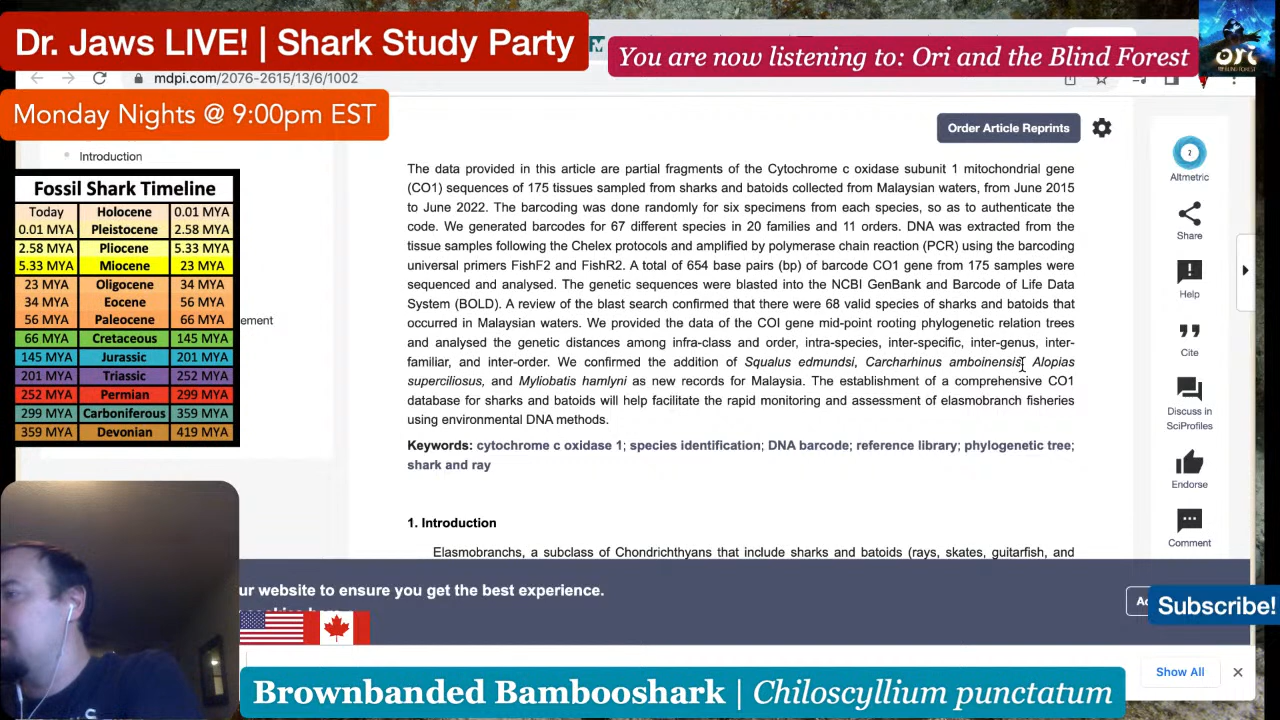 Dr. Jaws LIVE! | Shark Study Party
You are now listening to: Ori and the Blind Forest
ori
mdpi.com/2076-2615/13/6/1002
Monday Nights @ 9:00pm EST
Order Article Reprints
Introduction
Fossil Shark Timeline
Today Holocene 0.01 MYA
0.01 MYA Pleistocene 2.58 MYA
2.58 MYA Pliocene 5.33 MYA
5.33 MYA Miocene 23 MYA
23 MYA Oligocene 34 MYA
34 MYA Eocene 56 MYA
56 MYA Paleocene 66 MYA
66 MYA Cretaceous 145 MYA
145 MYA Jurassic 201 MYA
201 MYA Triassic 252 MYA
252 MYA Permian 299 MYA
299 MYA Carboniferous 359 MYA
359 MYA Devonian 419 MYA
ement
The data provided in this article are partial fragments of the Cytochrome c oxidase subunit 1 mitochondrial gene
(CO1) sequences of 175 tissues sampled from sharks and batoids collected from Malaysian waters, from June 2015
to June 2022. The barcoding was done randomly for six specimens from each species, so as to authenticate the
code. We generated barcodes for 67 different species in 20 families and 11 orders. DNA was extracted from the
tissue samples following the Chelex protocols and amplified by polymerase chain reaction (PCR) using the barcoding
universal primers FishF2 and FishR2. A total of 654 base pairs (bp) of barcode CO1 gene from 175 samples were
sequenced and analysed. The genetic sequences were blasted into the NCBI GenBank and Barcode of Life Data
System (BOLD). A review of the blast search confirmed that there were 68 valid species of sharks and batoids that
occurred in Malaysian waters. We provided the data of the COI gene mid-point rooting phylogenetic relation trees
and analysed the genetic distances among infra-class and order, intra-species, inter-specific, inter-genus, inter-
familiar, and inter-order. We confirmed the addition of Squalus edmundsi, Carcharhinus amboinensis, Alopias
superciliosus, and Myliobatis hamlyni as new records for Malaysia. The establishment of a comprehensive CO1
database for sharks and batoids will help facilitate the rapid monitoring and assessment of elasmobranch fisheries
using environmental DNA methods.
Keywords: cytochrome c oxidase 1; species identification; DNA barcode; reference library; phylogenetic tree;
shark and ray
1. Introduction
Elasmobranchs, a subclass of Chondrichthyans that include sharks and batoids (rays, skates, guitarfish, and
2
Altmetric
Share
Help
Cite
Discuss in
SciProfiles
Endorse
Comment
ur website to ensure you get the best experience.
Ac
Subscribe!
Show All
Brownbanded Bambooshark | Chiloscyllium punctatum